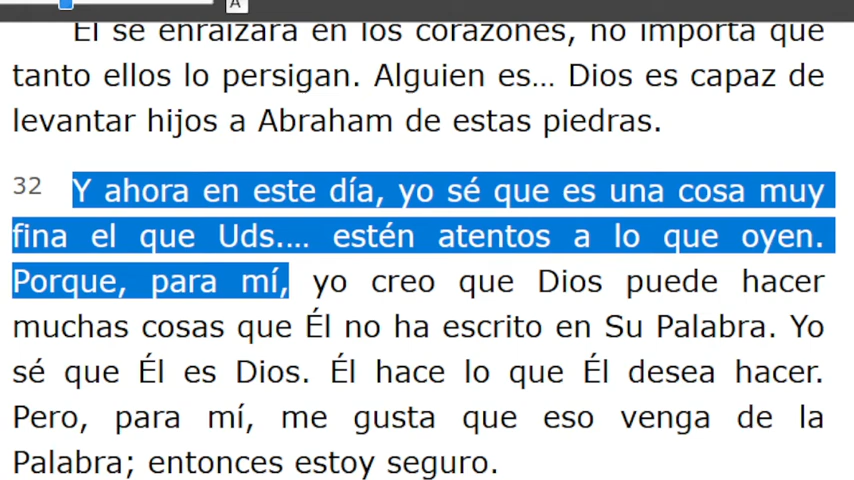 A
Él se enraizará en los corazones, no importa que
tanto ellos lo persigan. Alguien es... Dios es capaz de
levantar hijos a Abraham de estas piedras.
32 Y ahora en este día, yo sé que es una cosa muy
fina el que Uds.... estén atentos a lo que oyen.
Porque, para mí, yo creo que Dios puede hacer
muchas cosas que Él no ha escrito en Su Palabra. Yo
sé que Él es Dios. Él hace lo que Él desea hacer.
Pero, para mí, me gusta que eso venga de la
Palabra; entonces estoy seguro.